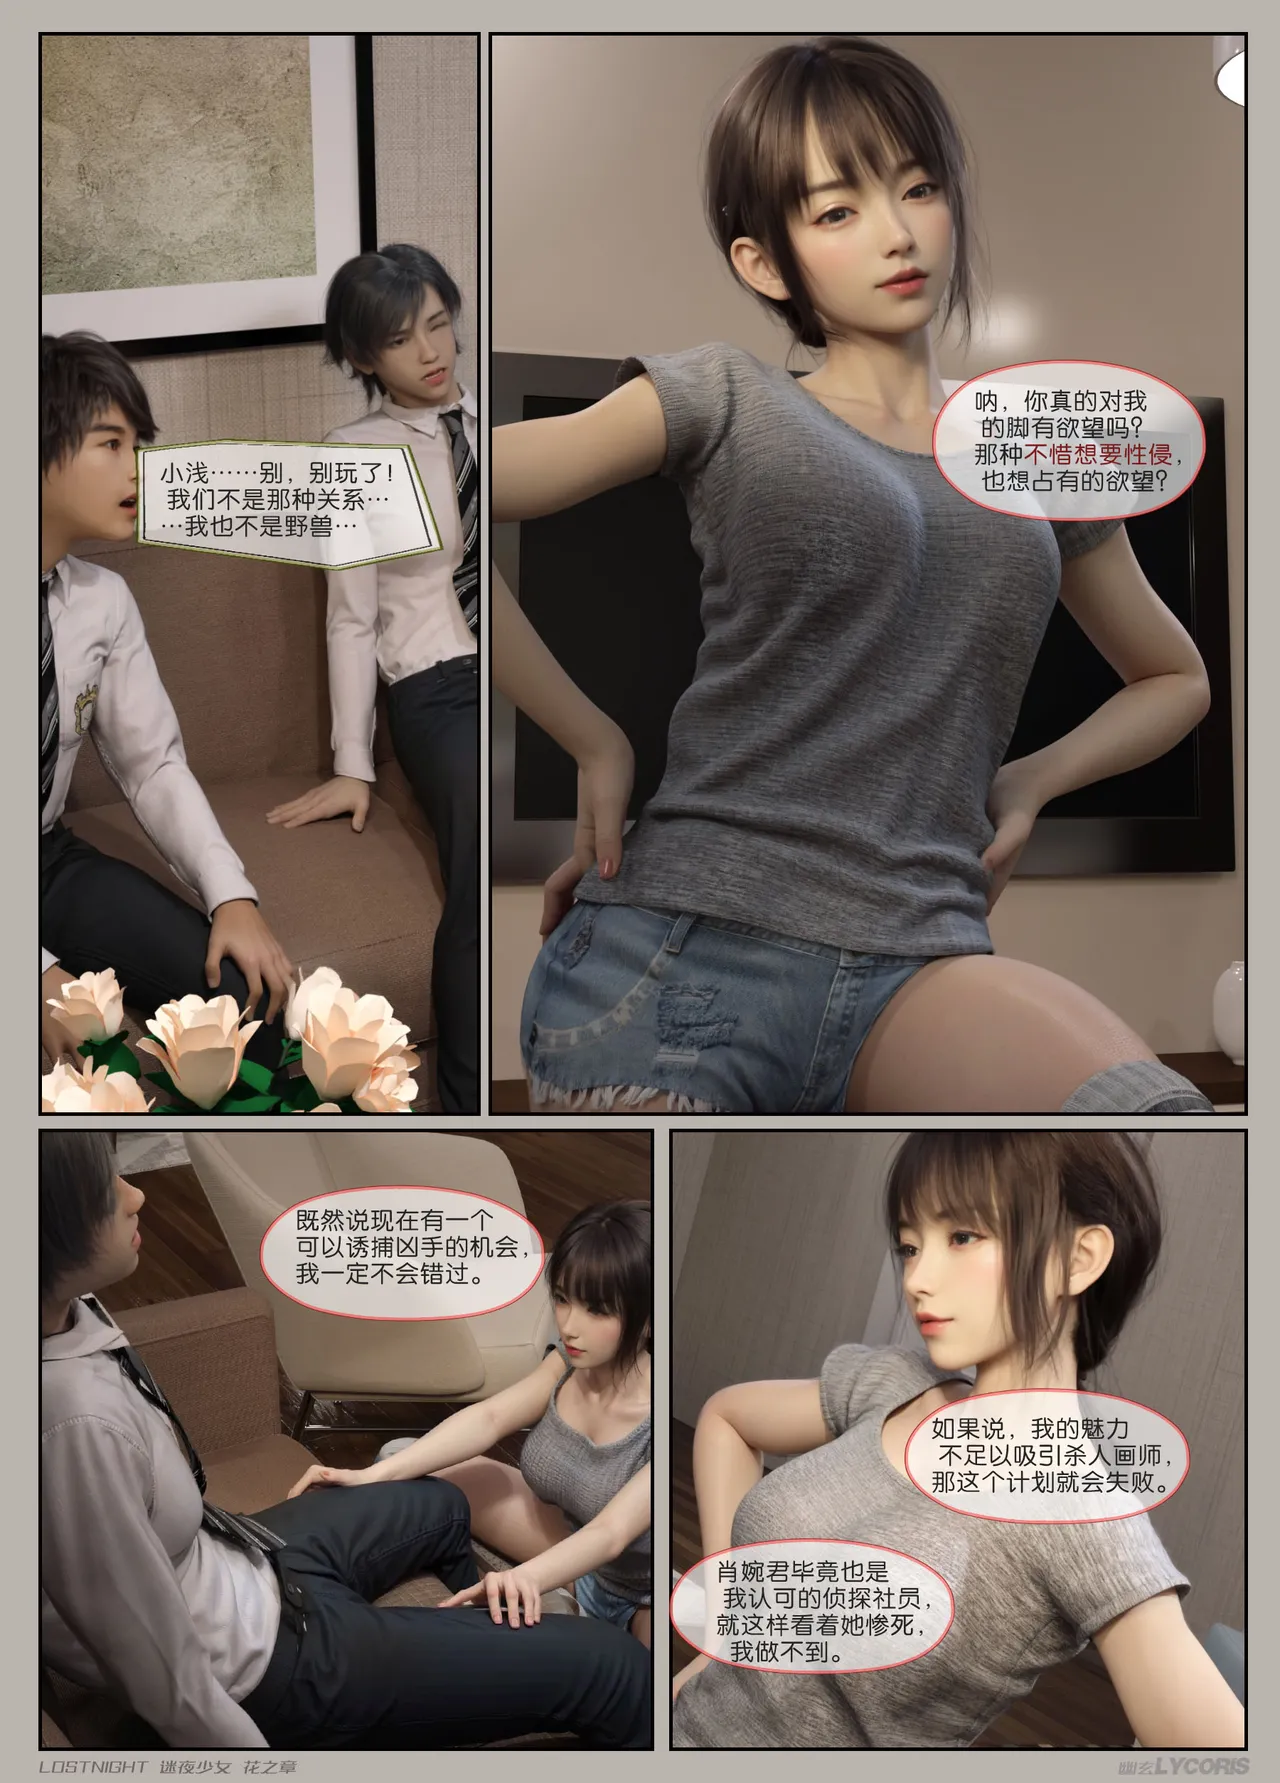 小浅……别，别玩了！
我们不是那种关系…
…我也不是野兽…
呐，你真的对我
的脚有欲望吗？
那种不惜想要性侵，
也想占有的欲望？
既然说现在有一个
可以诱捕凶手的机会，
我一定不会错过。
如果说，我的魅力
不足以吸引杀人画师，
那这个计划就会失败。
肖婉君毕竟也是
我认可的侦探社员，
就这样看着她惨死，
我做不到。
LOSTNIGHT 迷夜少女 花之章
幽玄LYCORIS